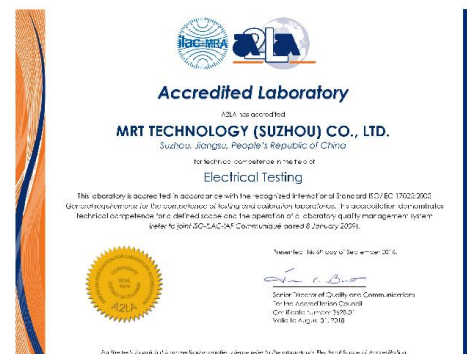 ilac-MRA
A2LA
Accredited Laboratory
A2LA has accredited
MRT TECHNOLOGY (SUZHOU) CO., LTD.
Suzhou, Jiangsu, People's Republic of China
for technical competence in the field of
Electrical Testing
This laboratory is accredited in accordance with the recognized International Standard ISO/IEC 17025:2005
General requirements for the competence of testing and calibration laboratories. This accreditation demonstrates
technical competence for a defined scope and the operation of a laboratory quality management system
(refer to joint ISO-ILAC-IAF Communiqué dated 8 January 2009).
Presented this 6th day of September 2016.
Senior Director of Quality and Communications
For the Accreditation Council
Certificate Number 3628.01
Valid to August 31, 2018
CORPORATE
SEAL
1978
A2LA